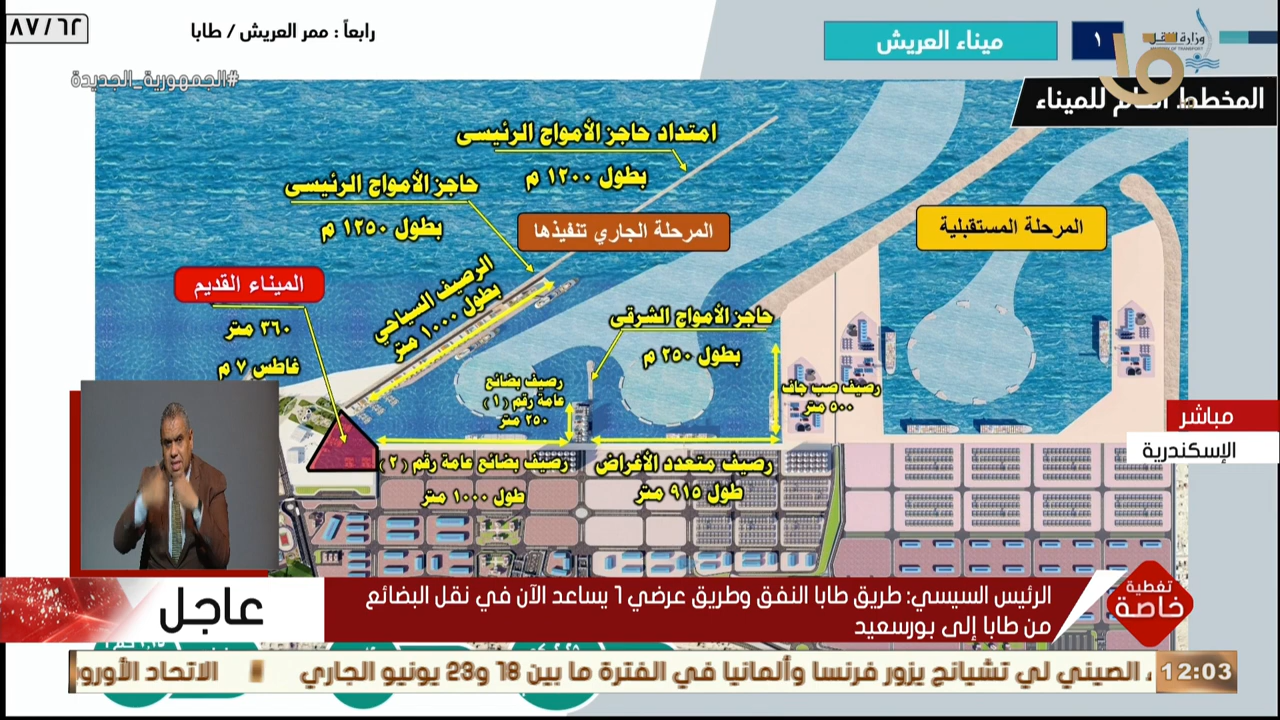 ٦٢ / ٨٧
رابعاً : ممر العريش / طابا
ميناء العريش
١
وزارة النقل
MINISTRY OF TRANSPORT
#الجمهورية_الجديدة
المخطط العام للميناء
امتداد حاجز الأمواج الرئيسى
بطول ١٢٠٠ م
حاجز الأمواج الرئيسى
بطول ١٢٥٠ م
المرحلة الجاري تنفيذها
المرحلة المستقبلية
الميناء القديم
٣٦٠ متر
غاطس ٧ م
الرصيف السياحي
بطول ١٠٠٠ متر
حاجز الأمواج الشرقى
بطول ٢٥٠ م
رصيف بضائع
عامة رقم (١)
٢٥٠ متر
رصيف صب جاف
٥٠٠ متر
رصيف بضائع عامة رقم (٢)
طول ١٠٠٠ متر
رصيف متعدد الأغراض
طول ٩١٥ متر
مباشر
الإسكندرية
تغطية
خاصة
عاجل
الرئيس السيسي: طريق طابا النفق وطريق عرضي 6 يساعد الآن في نقل البضائع
من طابا إلى بورسعيد
الصيني لي تشيانج يزور فرنسا وألمانيا في الفترة ما بين 18 و23 يونيو الجاري
الاتحاد
12:03